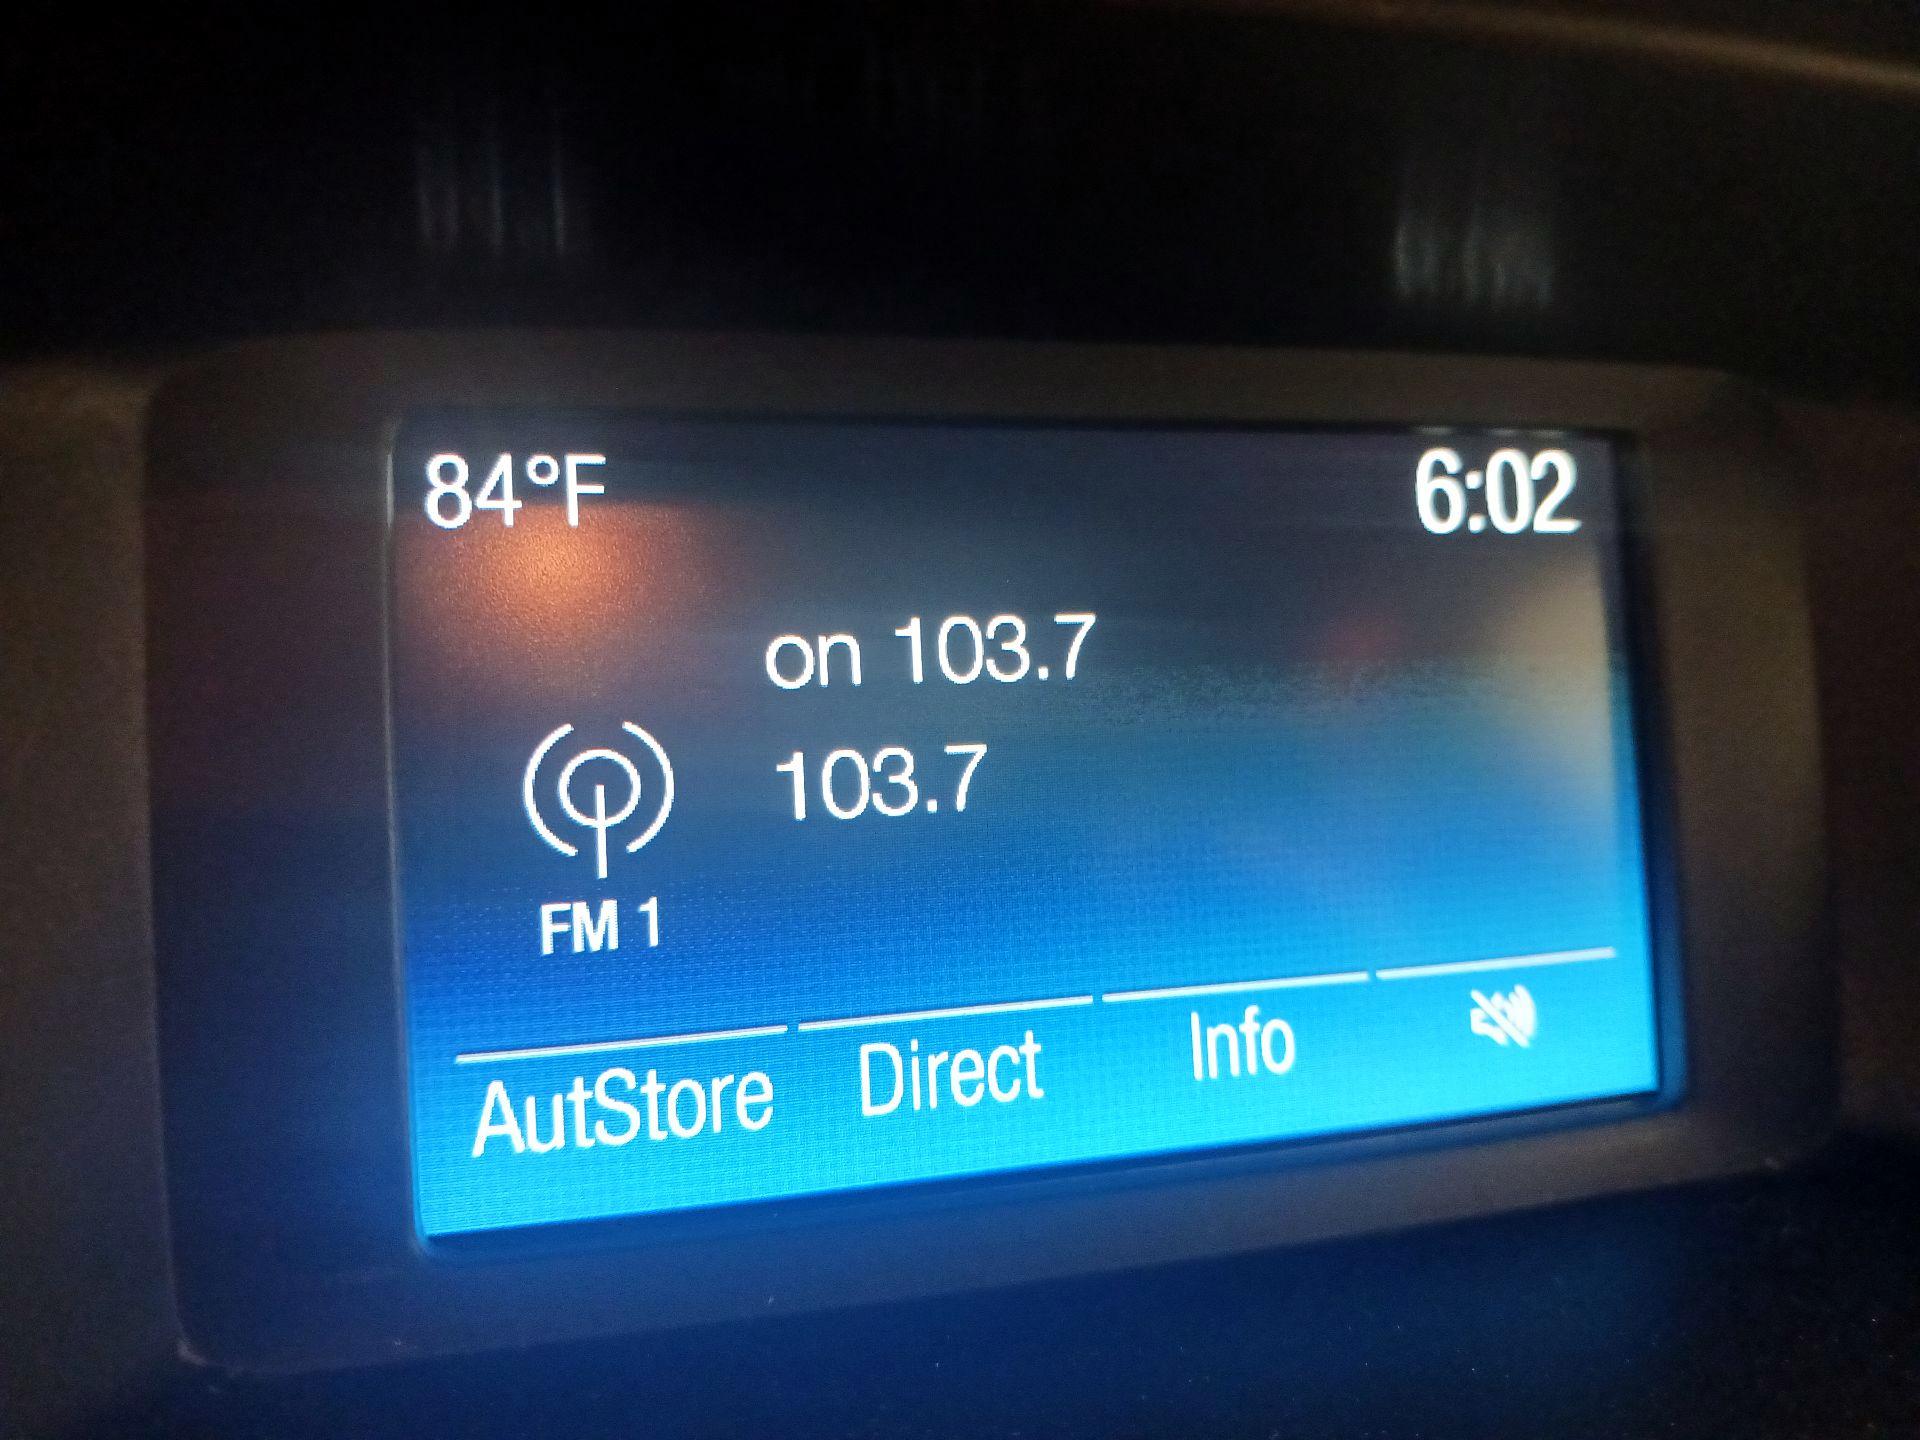 84°F
6:02
on 103.7
103.7
FM 1
AutStore
Direct
Info